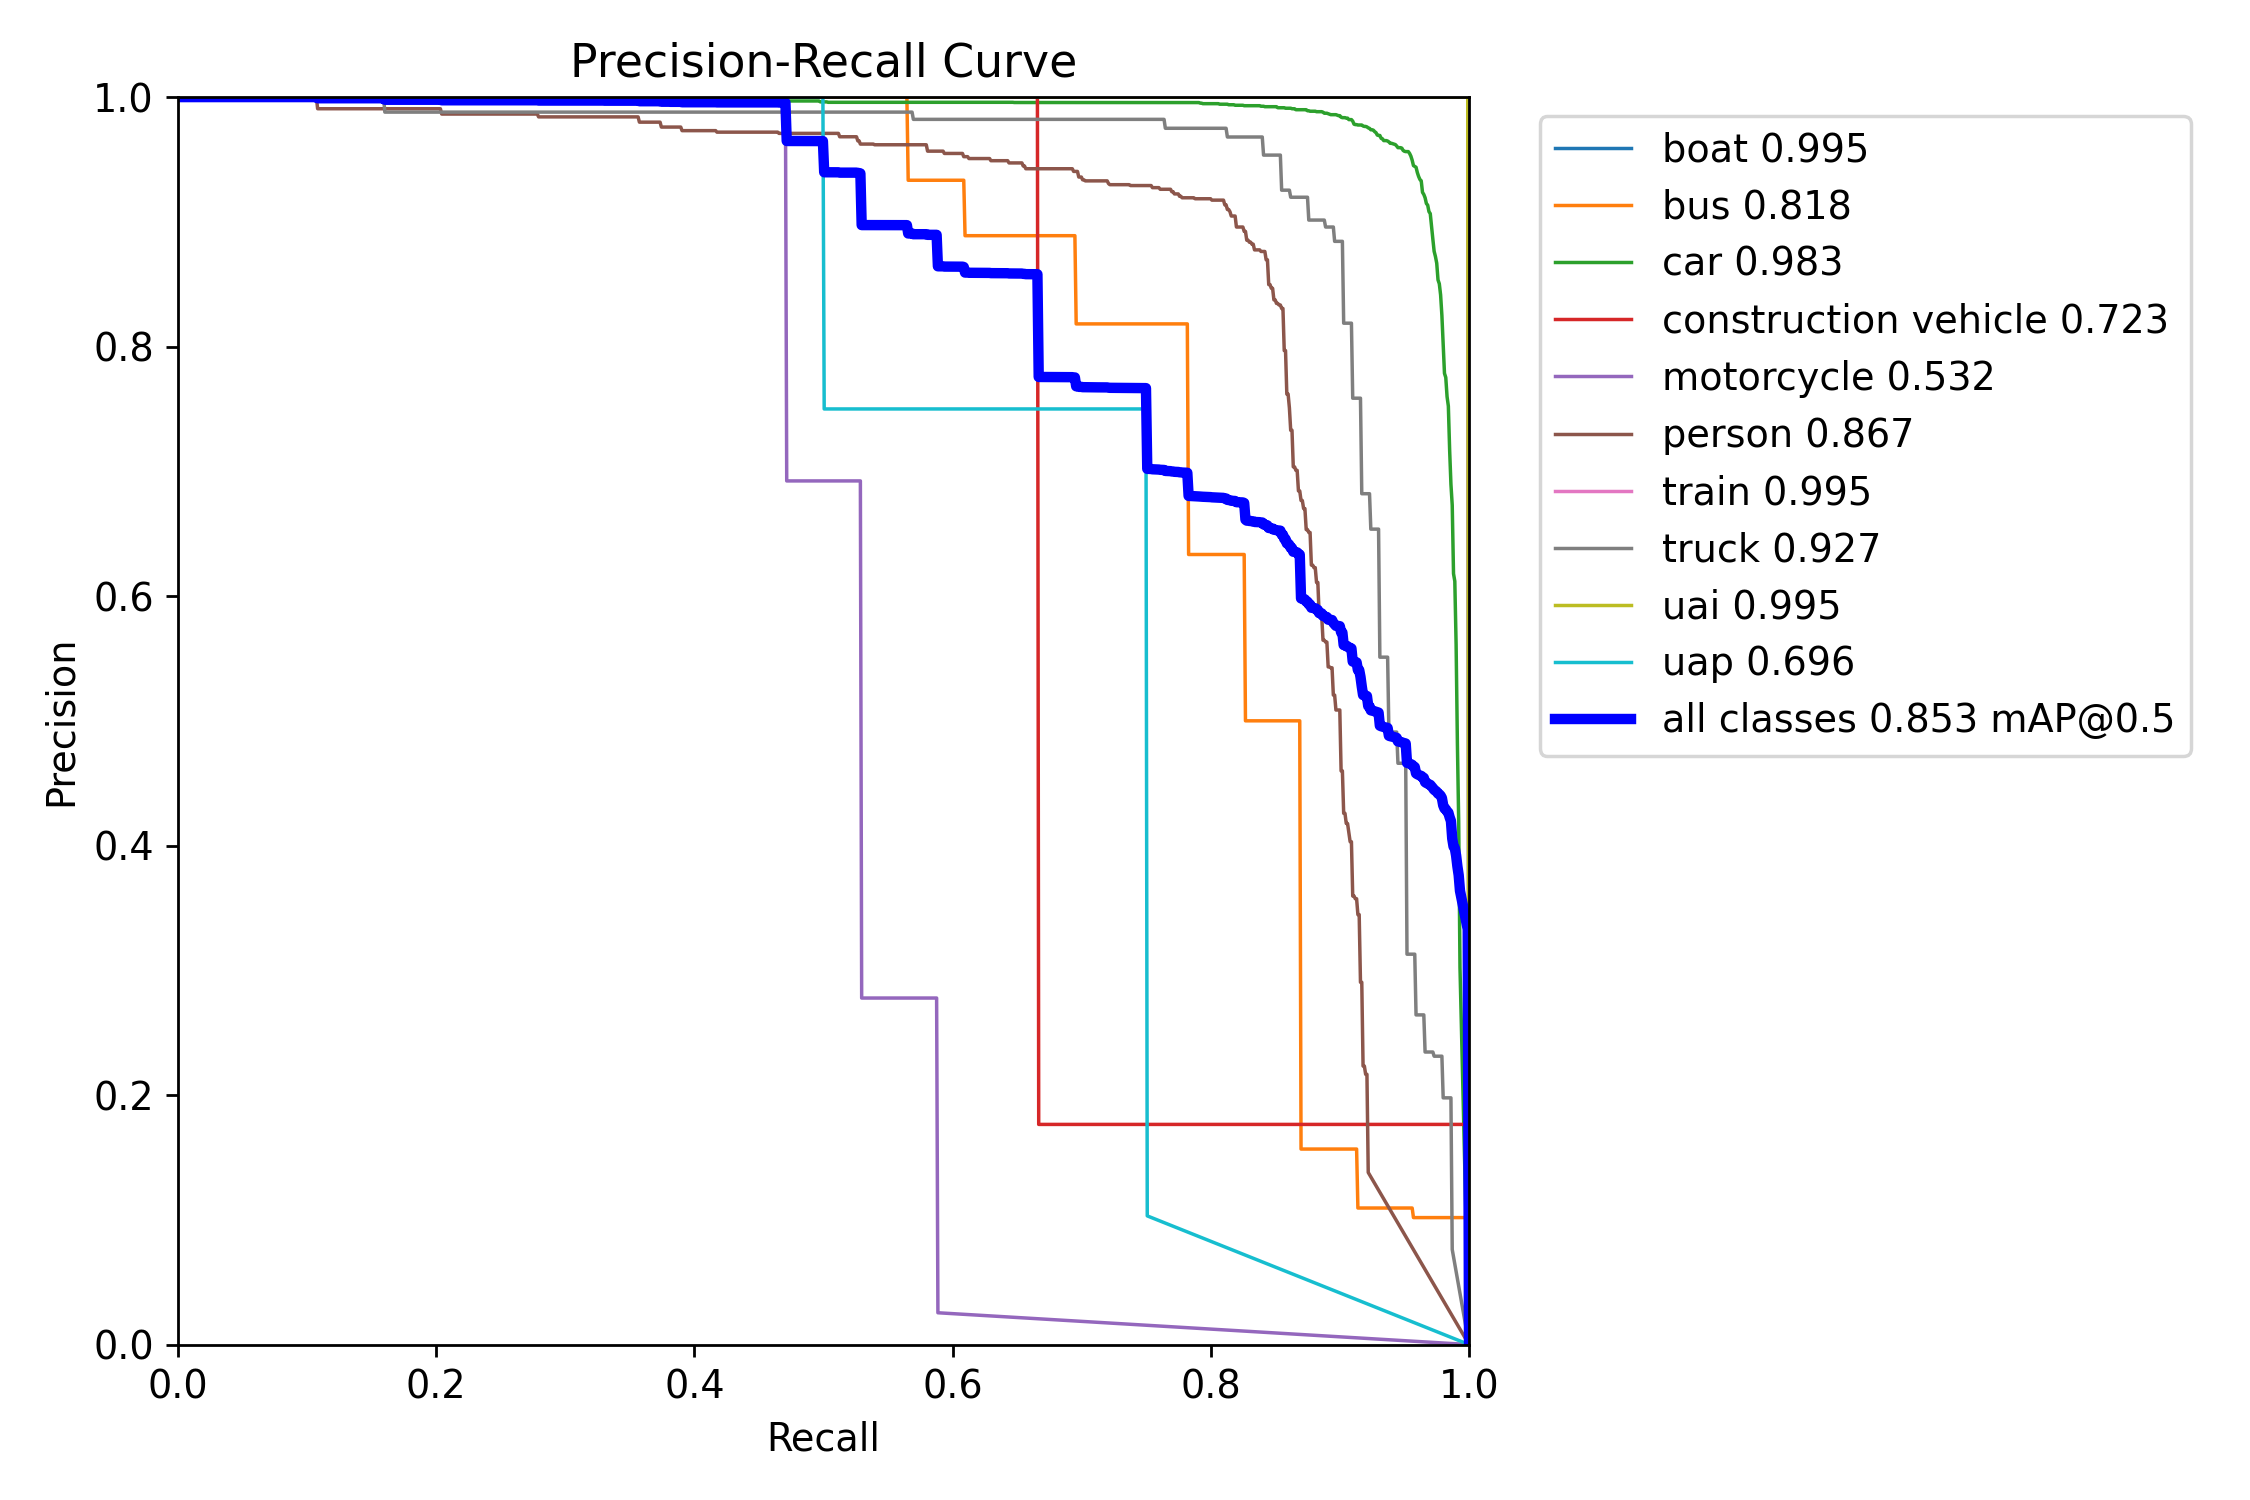 Precision-Recall Curve
1.0
0.8
0.6
0.4
0.2
0.0
Precision
0.0 0.2 0.4 0.6 0.8 1.0
Recall
boat 0.995
bus 0.818
car 0.983
construction vehicle 0.723
motorcycle 0.532
person 0.867
train 0.995
truck 0.927
uai 0.995
uap 0.696
all classes 0.853 mAP@0.5